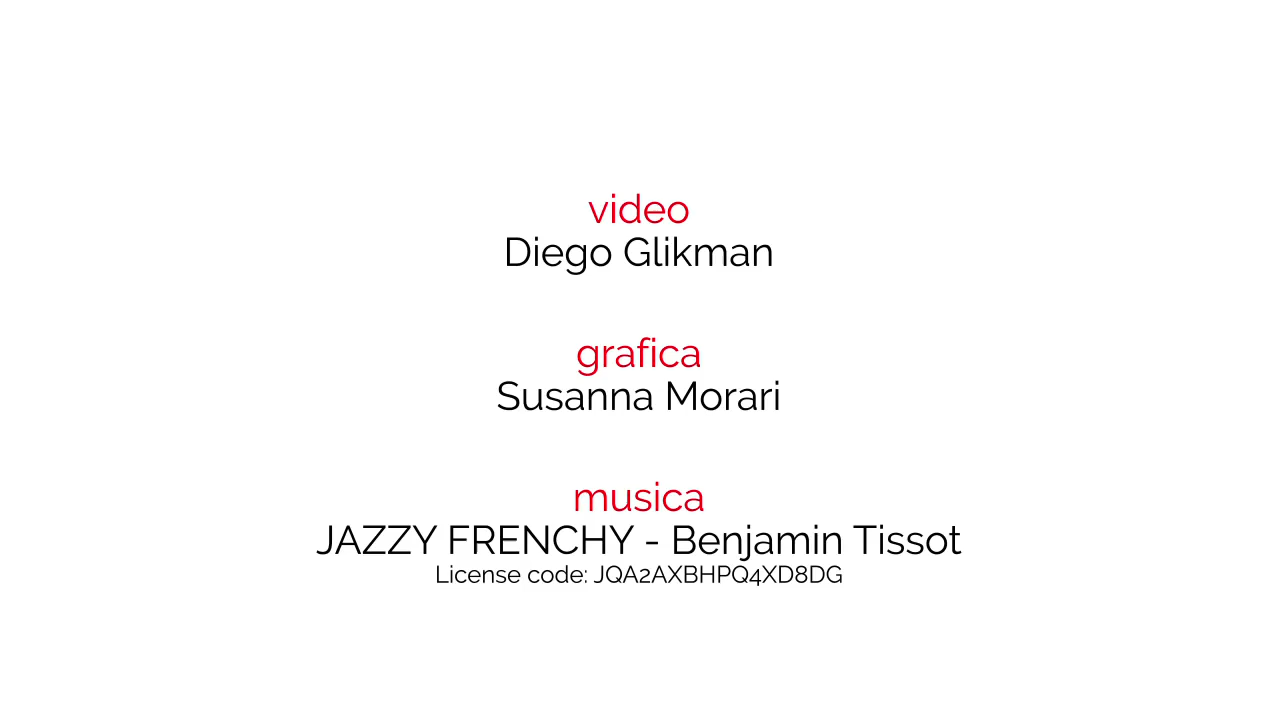 video
Diego Glikman
grafica
Susanna Morari
musica
JAZZY FRENCHY - Benjamin Tissot
License code: JQA2AXBHPQ4XD8DG